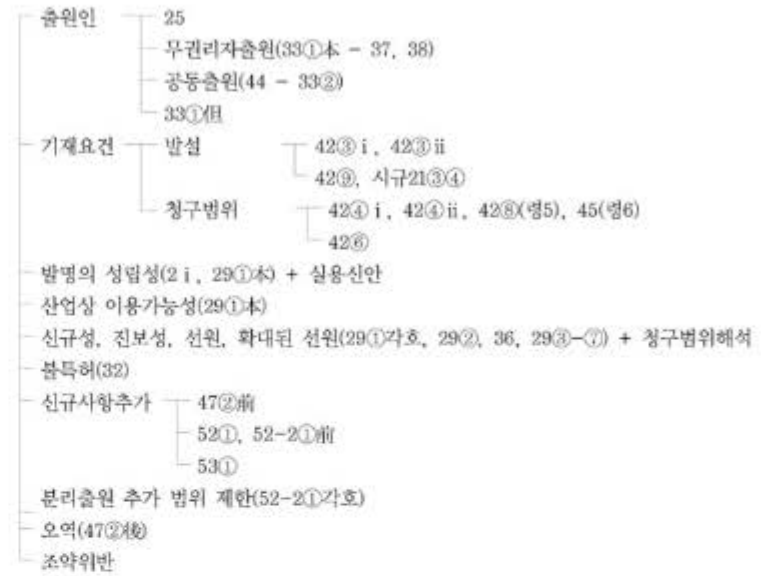 출원인 25
무권리자출원(33①本 - 37, 38)
공동출원(44 - 33②)
33①但
기재요건 발설 42③ⅰ, 42③ⅱ
42⑨, 시규21③④
청구범위 42④ⅰ, 42④ⅱ, 42⑧(령5), 45(령6)
42⑥
발명의 성립성(2ⅰ, 29①本) + 실용신안
산업상 이용가능성(29①本)
신규성, 진보성, 선원, 확대된 선원(29①각호, 29②, 36, 29③-⑦) + 청구범위해석
불특허(32)
신규사항추가 47②前
52①, 52-2①前
53①
분리출원 추가 범위 제한(52-2①각호)
오역(47②後)
조약위반